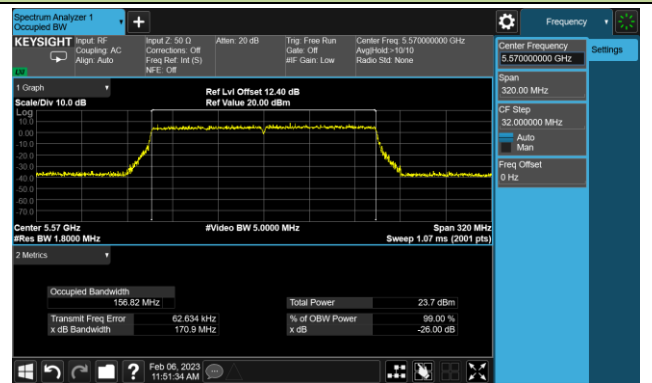 Spectrum Analyzer 1
Occupied BW
Frequency
KEYSIGHT
Input: RF
Coupling: AC
Align: Auto
Input Z: 50 Ω
Corrections: Off
Freq Ref: Int (S)
NFE: Off
Atten: 20 dB
Trig: Free Run
Gate: Off
#IF Gain: Low
Center Freq: 5.570000000 GHz
Avg|Hold:>10/10
Radio Std: None
Center Frequency
5.570000000 GHz
Settings
Span
320.00 MHz
CF Step
32.000000 MHz
Auto
Man
Freq Offset
0 Hz
1 Graph
Scale/Div 10.0 dB
Ref Lvl Offset 12.40 dB
Ref Value 20.00 dBm
Log
10.0
0.00
-10.0
-20.0
-30.0
-40.0
-50.0
-60.0
-70.0
Center 5.57 GHz
#Res BW 1.8000 MHz
#Video BW 5.0000 MHz
Span 320 MHz
Sweep 1.07 ms (2001 pts)
2 Metrics
Occupied Bandwidth
156.82 MHz
Total Power 23.7 dBm
Transmit Freq Error 62.634 kHz
% of OBW Power 99.00 %
x dB Bandwidth 170.9 MHz
x dB -26.00 dB
?
Feb 06, 2023
11:51:34 AM